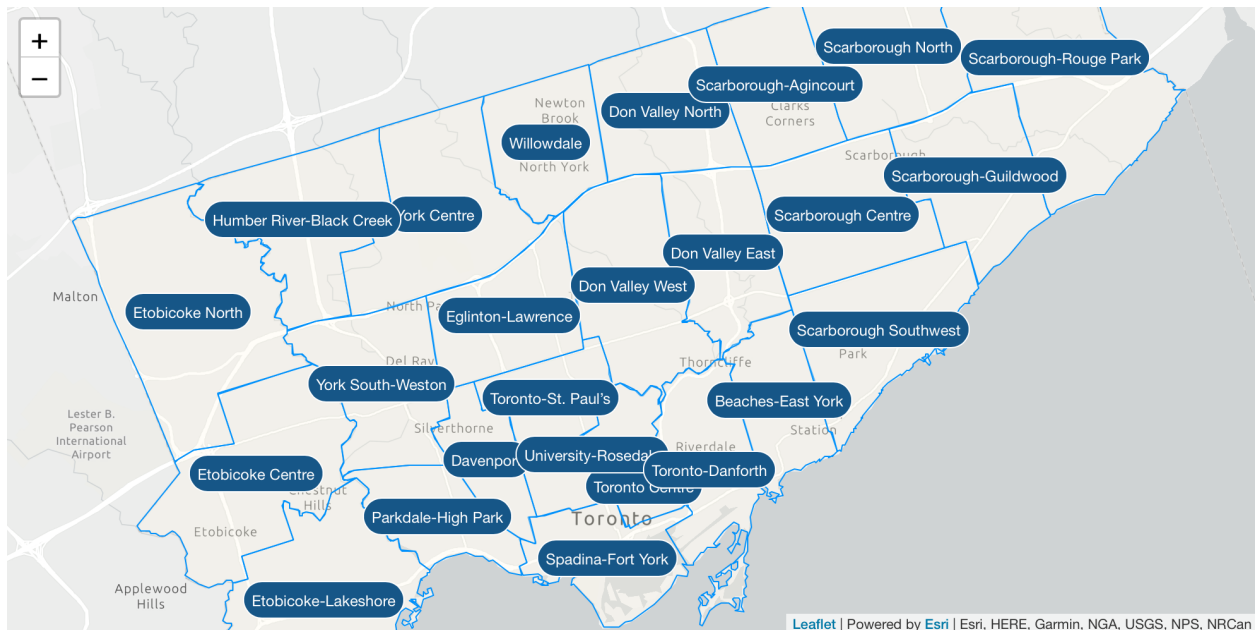 +
−
Scarborough North
Scarborough-Rouge Park
Scarborough-Agincourt
Newton
Brook
Don Valley North
Clarks
Corners
Willowdale
North York
Scarborough
Scarborough-Guildwood
Humber River-Black Creek
York Centre
Scarborough Centre
Don Valley East
Don Valley West
Malton
Etobicoke North
North
Eglinton-Lawrence
Scarborough Southwest
Park
Del Ray
Thorncliffe
York South-Weston
Toronto-St. Paul's
Beaches-East York
Lester B.
Pearson
International
Airport
Silverthorne
Station
Riverdale
Davenport
University-Rosedale
Toronto-Danforth
Etobicoke Centre
Toronto Centre
Chestnut
Hills
Parkdale-High Park
Toronto
Etobicoke
Spadina-Fort York
Applewood
Hills
Etobicoke-Lakeshore
Leaflet | Powered by Esri | Esri, HERE, Garmin, NGA, USGS, NPS, NRCan